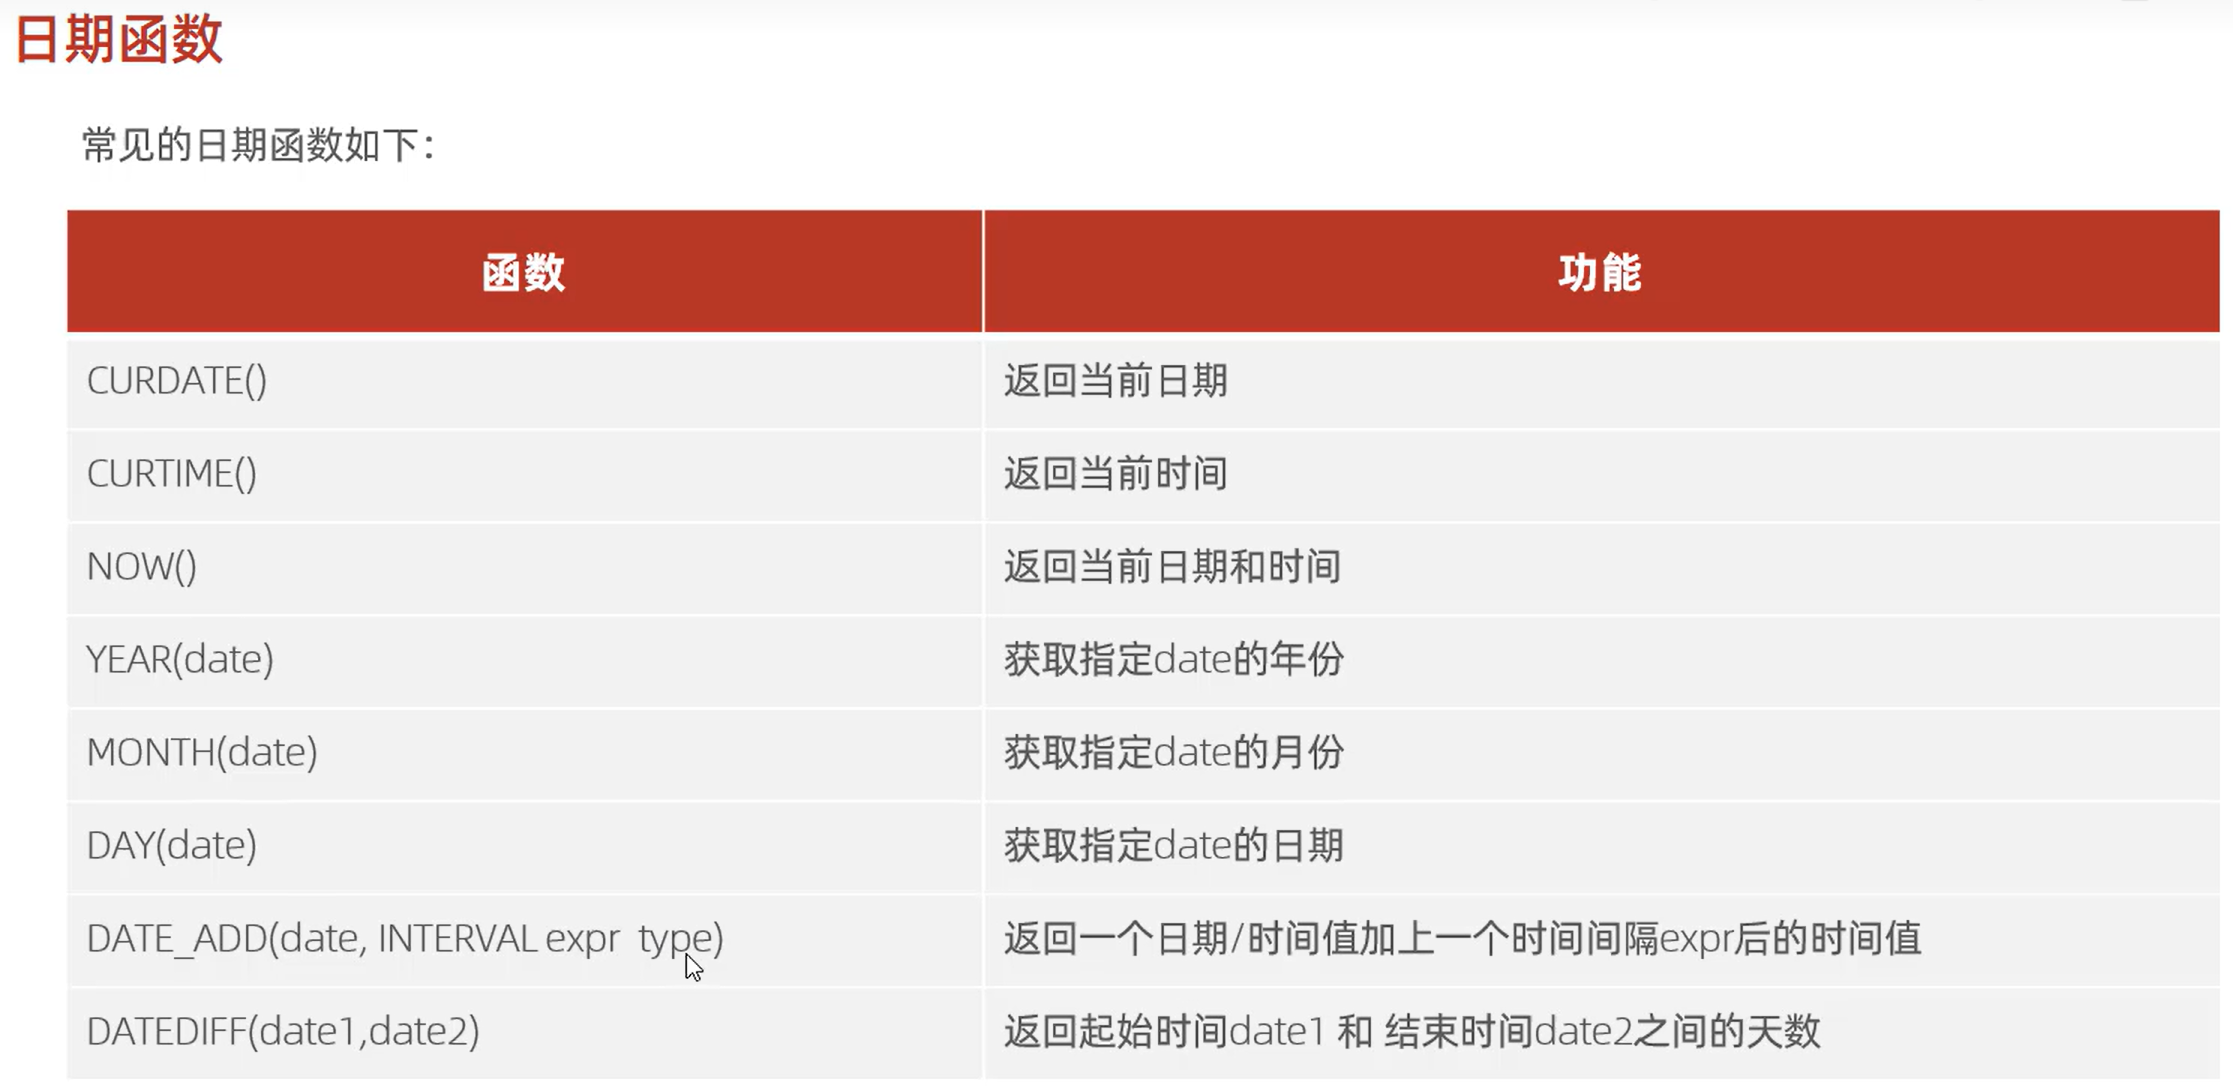 日期函数
常见的日期函数如下：
函数 功能
CURDATE() 返回当前日期
CURTIME() 返回当前时间
NOW() 返回当前日期和时间
YEAR(date) 获取指定date的年份
MONTH(date) 获取指定date的月份
DAY(date) 获取指定date的日期
DATE_ADD(date, INTERVAL expr type) 返回一个日期/时间值加上一个时间间隔expr后的时间值
DATEDIFF(date1,date2) 返回起始时间date1 和 结束时间date2之间的天数